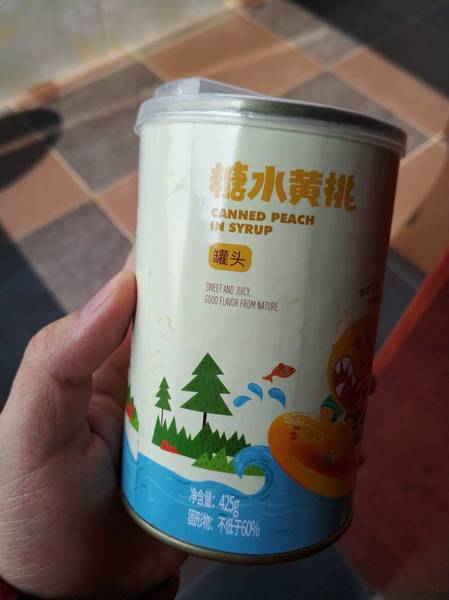 糖水黄桃
CANNED PEACH
IN SYRUP
罐头
SWEET AND JUICY,
GOOD FLAVOR FROM NATURE.
净含量：425g
固形物：不低于60%